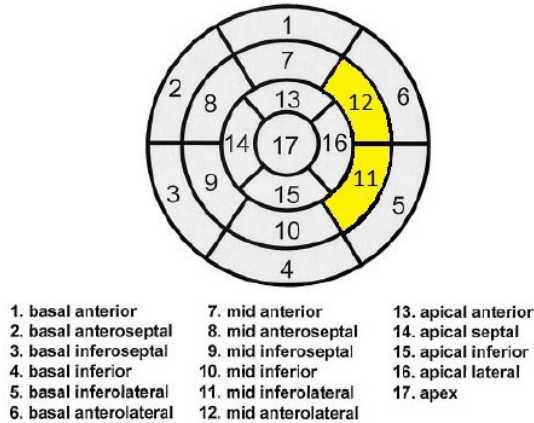 1
7
2
8
12
6
13
14
17
16
3
9
11
15
5
10
4
1. basal anterior
2. basal anteroseptal
3. basal inferoseptal
4. basal inferior
5. basal inferolateral
6. basal anterolateral
7. mid anterior
8. mid anteroseptal
9. mid inferoseptal
10. mid inferior
11. mid inferolateral
12. mid anterolateral
13. apical anterior
14. apical septal
15. apical inferior
16. apical lateral
17. apex